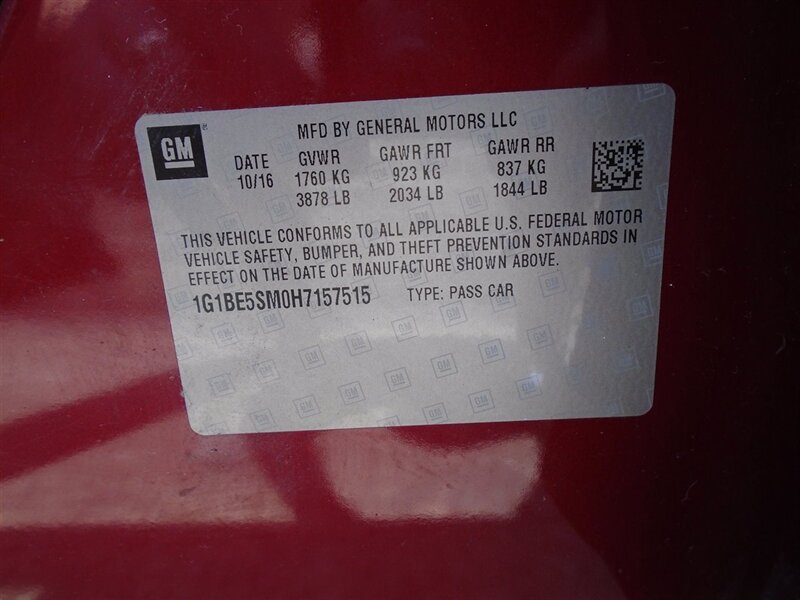 GM
MFD BY GENERAL MOTORS LLC
DATE GVWR GAWR FRT GAWR RR
10/16 1760 KG 923 KG 837 KG
3878 LB 2034 LB 1844 LB
THIS VEHICLE CONFORMS TO ALL APPLICABLE U.S. FEDERAL MOTOR
VEHICLE SAFETY, BUMPER, AND THEFT PREVENTION STANDARDS IN
EFFECT ON THE DATE OF MANUFACTURE SHOWN ABOVE.
1G1BE5SM0H7157515 TYPE: PASS CAR